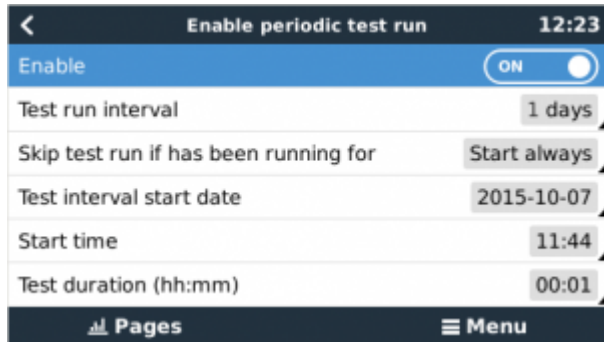 Enable periodic test run 12:23
Enable ON
Test run interval 1 days
Skip test run if has been running for Start always
Test interval start date 2015-10-07
Start time 11:44
Test duration (hh:mm) 00:01
Pages Menu